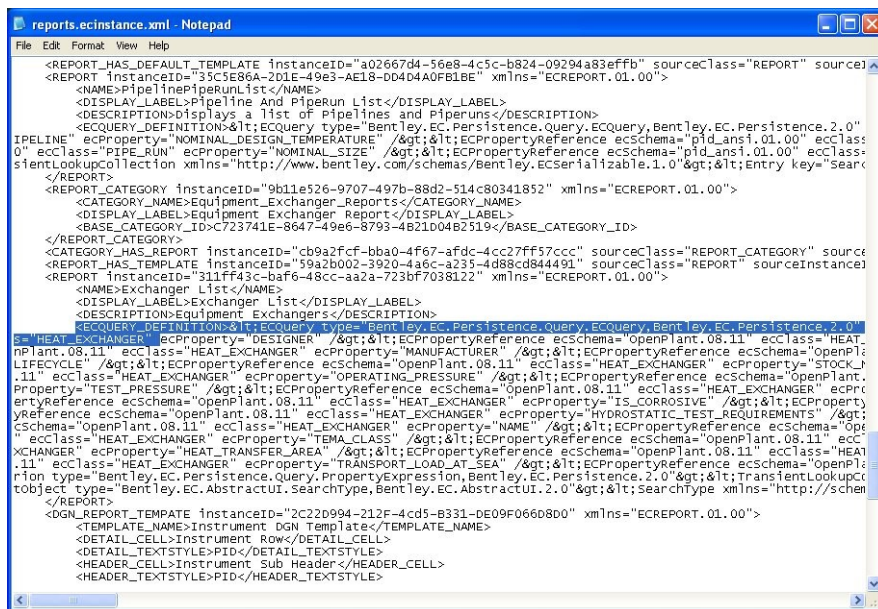 reports.ecinstance.xml - Notepad
File Edit Format View Help
<REPORT_HAS_DEFAULT_TEMPLATE instanceID="a02667d4-56e8-4c5c-b824-09294a83effb" sourceClass="REPORT" sourceI
<REPORT instanceID="35C5E86A-2D1E-49e3-AE18-DD4D4A0FB1BE" xmlns="ECREPORT.01.00">
<NAME>PipelinePipeRunList</NAME>
<DISPLAY_LABEL>Pipeline And PipeRun List</DISPLAY_LABEL>
<DESCRIPTION>Displays a list of Pipelines and Piperuns</DESCRIPTION>
<ECQUERY_DEFINITION>&lt;ECQuery type="Bentley.EC.Persistence.Query.ECQuery,Bentley.EC.Persistence.2.0"
IPELINE" ecProperty="NOMINAL_DESIGN_TEMPERATURE" /&gt;&lt;ECPropertyReference ecSchema="pid_ansi.01.00" ecClass
0" ecClass="PIPE_RUN" ecProperty="NOMINAL_SIZE" /&gt;&lt;ECPropertyReference ecSchema="pid_ansi.01.00" ecClass=
sientLookupCollection xmlns="http://www.bentley.com/schemas/Bentley.ECSerializable.1.0"&gt;&lt;Entry key="Searc
</REPORT>
<REPORT_CATEGORY instanceID="9b11e526-9707-497b-88d2-514c80341852" xmlns="ECREPORT.01.00">
<CATEGORY_NAME>Equipment_Exchanger_Reports</CATEGORY_NAME>
<DISPLAY_LABEL>Equipment Exchanger Report</DISPLAY_LABEL>
<BASE_CATEGORY_ID>C723741E-8647-49e6-8793-4B21D04B2519</BASE_CATEGORY_ID>
</REPORT_CATEGORY>
<CATEGORY_HAS_REPORT instanceID="cb9a2fcf-bba0-4f67-afdc-4cc27ff57ccc" sourceClass="REPORT_CATEGORY" source
<REPORT_HAS_TEMPLATE instanceID="59a2b002-3920-4a6c-a235-4d88cd844491" sourceClass="REPORT" sourceInstanceI
<REPORT instanceID="311ff43c-baf6-48cc-aa2a-723bf7038122" xmlns="ECREPORT.01.00">
<NAME>Exchanger List</NAME>
<DISPLAY_LABEL>Exchanger List</DISPLAY_LABEL>
<DESCRIPTION>Equipment Exchangers</DESCRIPTION>
<ECQUERY_DEFINITION>&lt;ECQuery type="Bentley.EC.Persistence.Query.ECQuery,Bentley.EC.Persistence.2.0"
s="HEAT_EXCHANGER" ecProperty="DESIGNER" /&gt;&lt;ECPropertyReference ecSchema="OpenPlant.08.11" ecClass="HEAT_
nPlant.08.11" ecClass="HEAT_EXCHANGER" ecProperty="MANUFACTURER" /&gt;&lt;ECPropertyReference ecSchema="OpenPla
LIFECYCLE" /&gt;&lt;ECPropertyReference ecSchema="OpenPlant.08.11" ecClass="HEAT_EXCHANGER" ecProperty="STOCK_N
.11" ecClass="HEAT_EXCHANGER" ecProperty="OPERATING_PRESSURE" /&gt;&lt;ECPropertyReference ecSchema="OpenPlant.
Property="TEST_PRESSURE" /&gt;&lt;ECPropertyReference ecSchema="OpenPlant.08.11" ecClass="HEAT_EXCHANGER" ecPro
ertyReference ecSchema="OpenPlant.08.11" ecClass="HEAT_EXCHANGER" ecProperty="IS_CORROSIVE" /&gt;&lt;ECProperty
yReference ecSchema="OpenPlant.08.11" ecClass="HEAT_EXCHANGER" ecProperty="HYDROSTATIC_TEST_REQUIREMENTS" /&gt;
cSchema="OpenPlant.08.11" ecClass="HEAT_EXCHANGER" ecProperty="NAME" /&gt;&lt;ECPropertyReference ecSchema="Ope
" ecClass="HEAT_EXCHANGER" ecProperty="TEMA_CLASS" /&gt;&lt;ECPropertyReference ecSchema="OpenPlant.08.11" ecCl
XCHANGER" ecProperty="HEAT_TRANSFER_AREA" /&gt;&lt;ECPropertyReference ecSchema="OpenPlant.08.11" ecClass="HEAT
.11" ecClass="HEAT_EXCHANGER" ecProperty="TRANSPORT_LOAD_AT_SEA" /&gt;&lt;ECPropertyReference ecSchema="OpenPla
rion type="Bentley.EC.Persistence.Query.PropertyExpression,Bentley.EC.Persistence.2.0"&gt;&lt;TransientLookupCo
tobject type="Bentley.EC.AbstractUI.SearchType,Bentley.EC.AbstractUI.2.0"&gt;&lt;SearchType xmlns="http://schem
</REPORT>
<DGN_REPORT_TEMPATE instanceID="2C22D994-212F-4cd5-B331-DE09F066D8D0" xmlns="ECREPORT.01.00">
<TEMPLATE_NAME>Instrument DGN Template</TEMPLATE_NAME>
<DETAIL_CELL>Instrument Row</DETAIL_CELL>
<DETAIL_TEXTSTYLE>PID</DETAIL_TEXTSTYLE>
<HEADER_CELL>Instrument Sub Header</HEADER_CELL>
<HEADER_TEXTSTYLE>PID</HEADER_TEXTSTYLE>